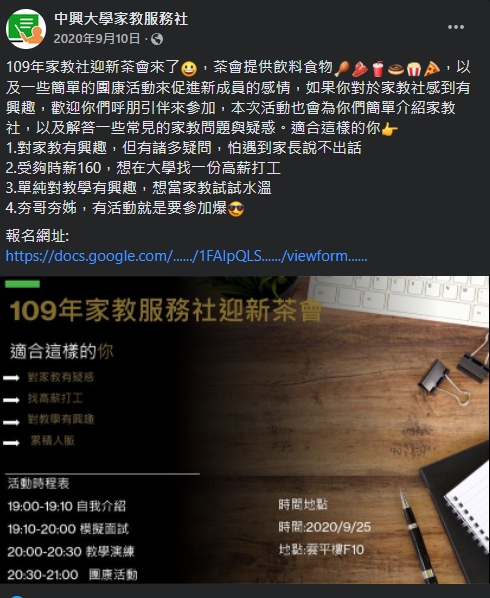 中興大學家教服務社
2020年9月10日 ·
109年家教社迎新茶會來了😀，茶會提供飲料食物🍗🍖🥤🍩🍿🍕，以
及一些簡單的團康活動來促進新成員的感情，如果你對於家教社感到有
興趣，歡迎你們呼朋引伴來參加，本次活動也會為你們簡單介紹家教
社，以及解答一些常見的家教問題與疑惑。適合這樣的你👉
1.對家教有興趣，但有諸多疑問，怕遇到家長說不出話
2.受夠時薪160，想在大學找一份高薪打工
3.單純對教學有興趣，想當家教試試水溫
4.夯哥夯姊，有活動就是要參加爆😎
報名網址:
https://docs.google.com/....../1FAIpQLS....../viewform......
109年家教服務社迎新茶會
適合這樣的你
對家教有疑惑
找高薪打工
對教學有興趣
累積人脈
活動時程表
19:00-19:10 自我介紹
19:10-20:00 模擬面試
20:00-20:30 教學演練
20:30-21:00 團康活動
時間地點
時間:2020/9/25
地點:雲平樓F10